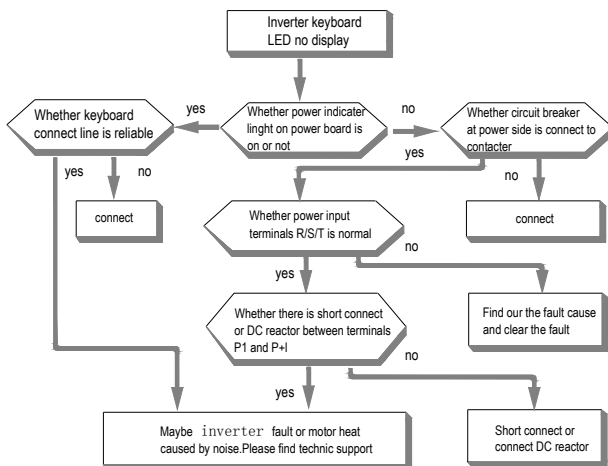 Inverter keyboard
LED no display
yes
no
Whether keyboard
connect line is reliable
Whether power indicater
linght on power board is
on or not
Whether circuit breaker
at power side is connect to
contacter
yes
no
yes
no
connect
Whether power input
terminals R/S/T is normal
connect
no
yes
Whether there is short connect
or DC reactor between terminals
P1 and P+l
Find our the fault cause
and clear the fault
no
yes
Maybe inverter fault or motor heat
caused by noise.Please find technic support
Short connect or
connect DC reactor